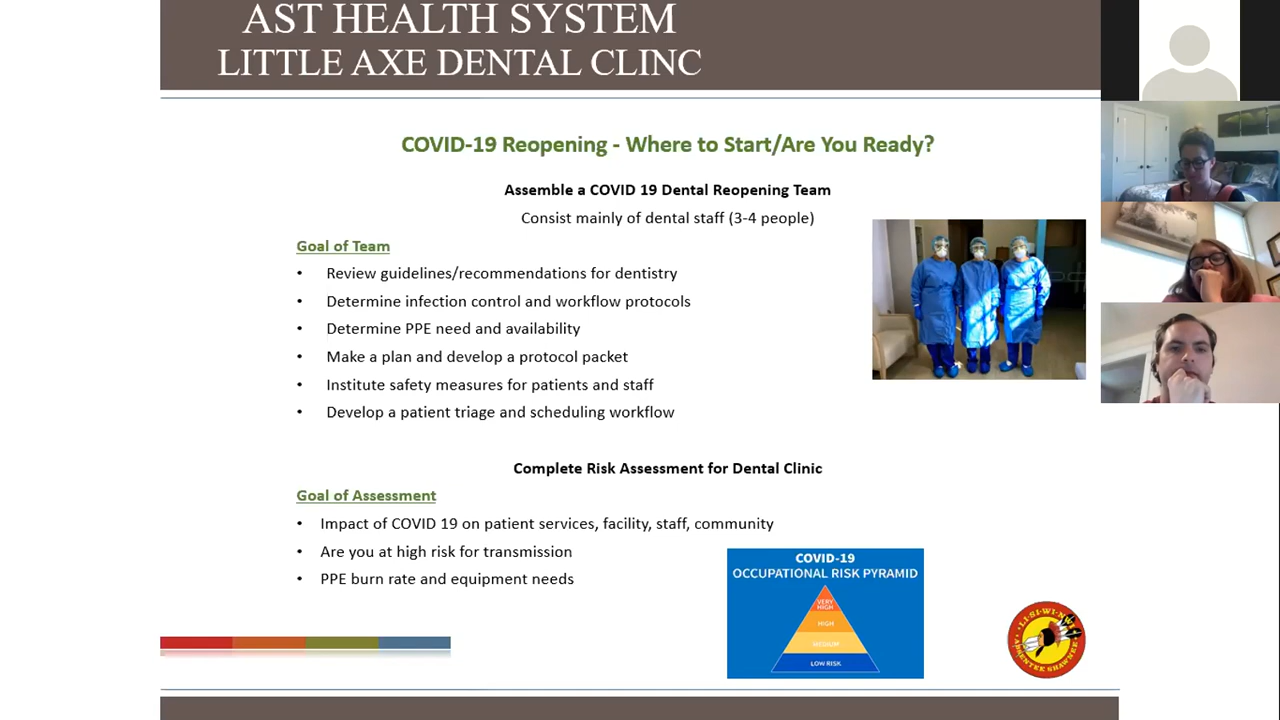 AST HEALTH SYSTEM
LITTLE AXE DENTAL CLINC
COVID-19 Reopening - Where to Start/Are You Ready?
Assemble a COVID 19 Dental Reopening Team
Consist mainly of dental staff (3-4 people)
Goal of Team
• Review guidelines/recommendations for dentistry
• Determine infection control and workflow protocols
• Determine PPE need and availability
• Make a plan and develop a protocol packet
• Institute safety measures for patients and staff
• Develop a patient triage and scheduling workflow
Complete Risk Assessment for Dental Clinic
Goal of Assessment
• Impact of COVID 19 on patient services, facility, staff, community
• Are you at high risk for transmission
• PPE burn rate and equipment needs
COVID-19
OCCUPATIONAL RISK PYRAMID
VERY
HIGH
HIGH
MEDIUM
LOW RISK
LI-SI-WI-NWI